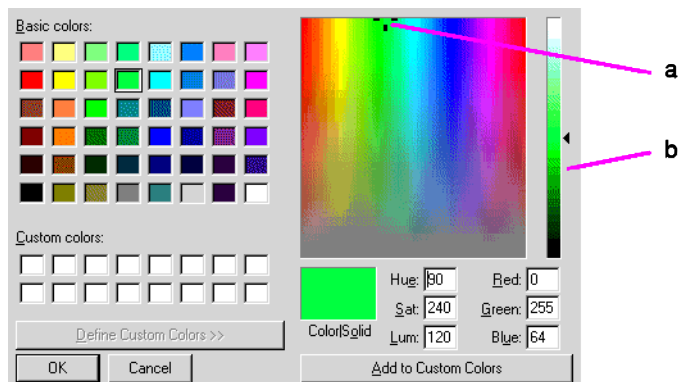 Basic colors:
a
b
Custom colors:
Hue: 90 Red: 0
Sat: 240 Green: 255
Color|Solid Lum: 120 Blue: 64
Define Custom Colors >>
OK Cancel Add to Custom Colors